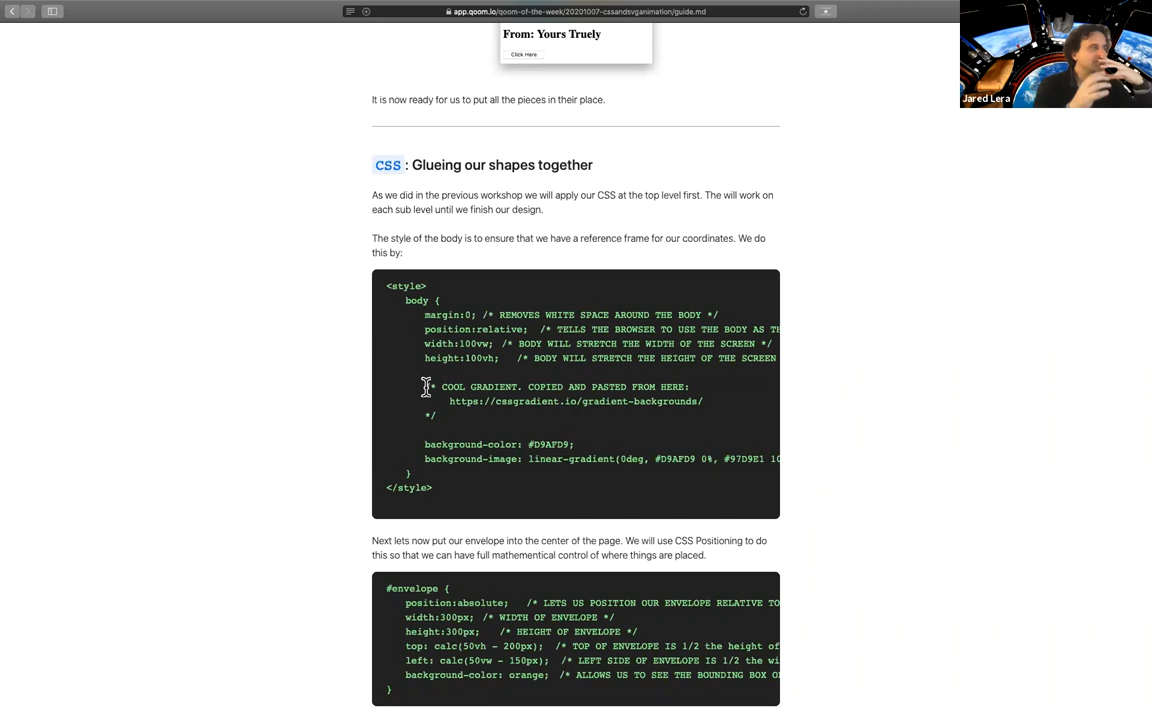 app.qoom.io/qoom-of-the-week/20201007-cssandsvganimation/guide.md
Jared Lera
From: Yours Truely
Click Here
It is now ready for us to put all the pieces in their place.
CSS : Glueing our shapes together
As we did in the previous workshop we will apply our CSS at the top level first. The will work on
each sub level until we finish our design.
The style of the body is to ensure that we have a reference frame for our coordinates. We do
this by:
<style>
body {
margin:0; /* REMOVES WHITE SPACE AROUND THE BODY */
position:relative; /* TELLS THE BROWSER TO USE THE BODY AS
width:100vw; /* BODY WILL STRETCH THE WIDTH OF THE SCREEN */
height:100vh; /* BODY WILL STRETCH THE HEIGHT OF THE SCREEN
/* COOL GRADIENT. COPIED AND PASTED FROM HERE:
https://cssgradient.io/gradient-backgrounds/
*/
background-color: #D9AFD9;
background-image: linear-gradient(0deg, #D9AFD9 0%, #97D9E1
}
</style>
Next lets now put our envelope into the center of the page. We will use CSS Positioning to do
this so that we can have full mathementical control of where things are placed.
#envelope {
position:absolute; /* LETS US POSITION OUR ENVELOPE RELATIVE TO
width:300px; /* WIDTH OF ENVELOPE */
height:300px; /* HEIGHT OF ENVELOPE */
top: calc(50vh - 200px); /* TOP OF ENVELOPE IS 1/2 the height of
left: calc(50vw - 150px); /* LEFT SIDE OF ENVELOPE IS 1/2 the
background-color: orange; /* ALLOWS US TO SEE THE BOUNDING BOX
}